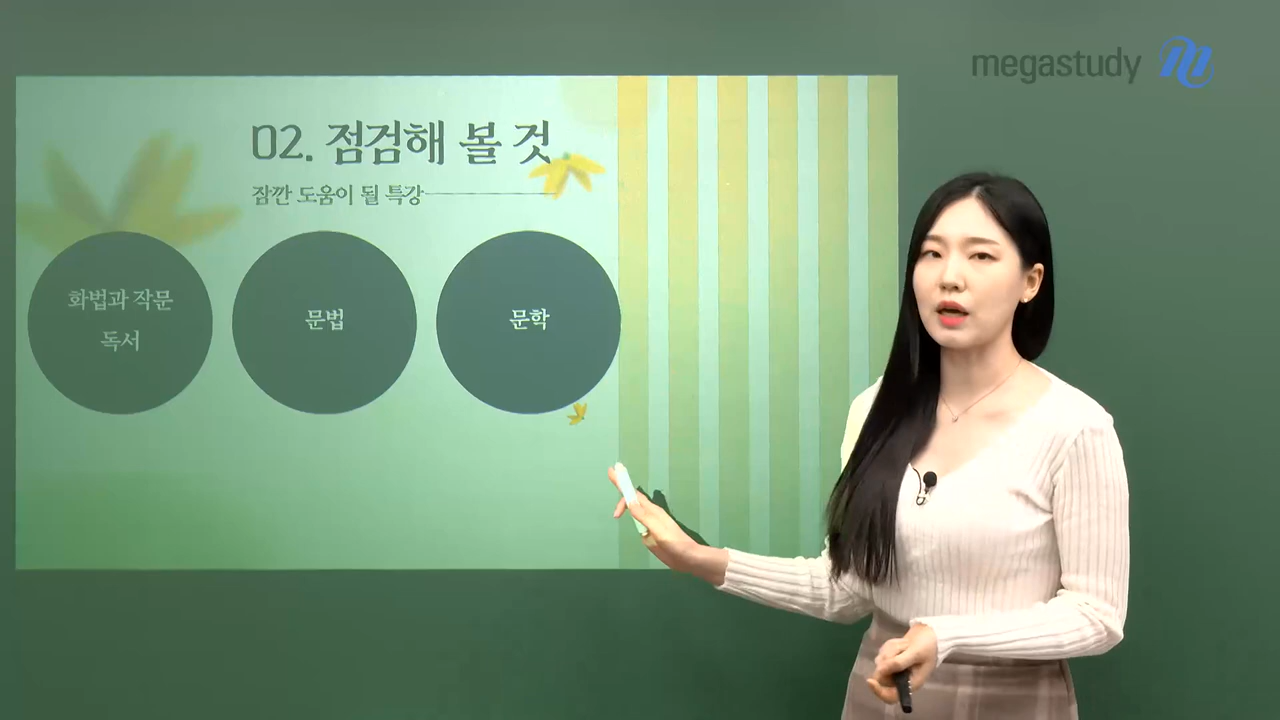 megastudy
02. 점검해 볼 것
잠깐 도움이 될 특강
화법과 작문
독서
문법
문학